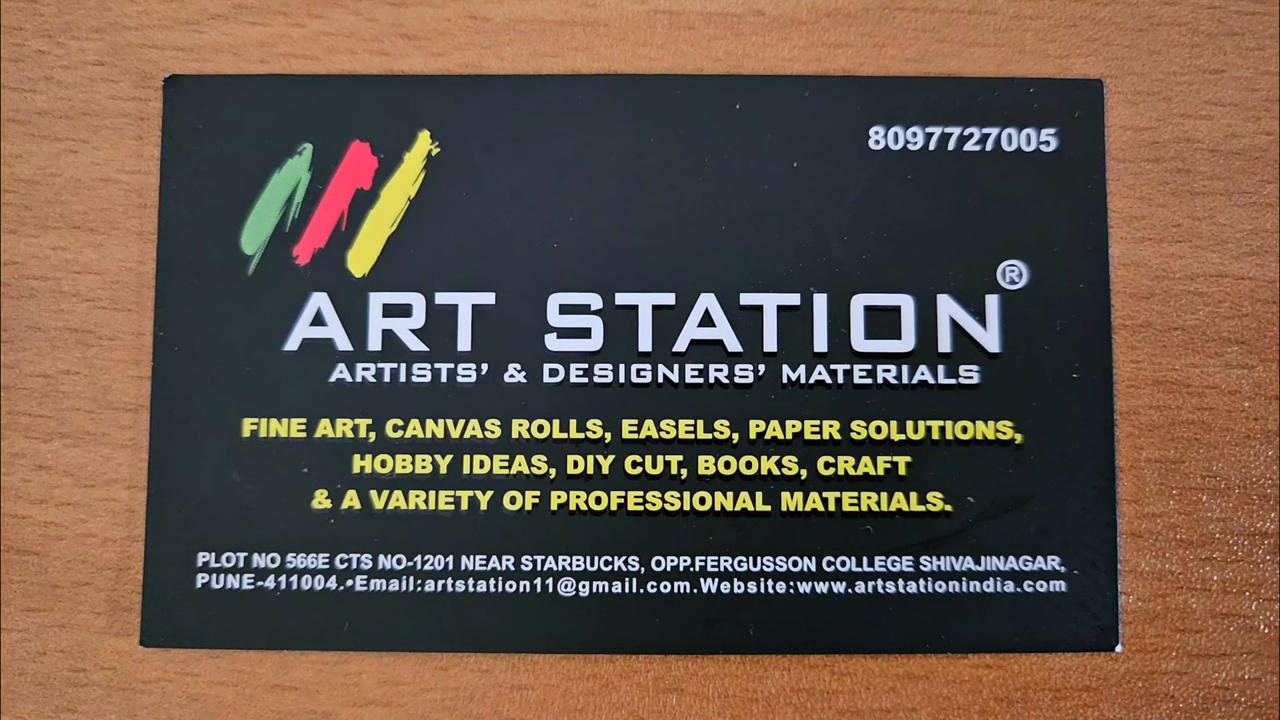 8097727005
ART STATION®
ARTISTS' & DESIGNERS' MATERIALS
FINE ART, CANVAS ROLLS, EASELS, PAPER SOLUTIONS,
HOBBY IDEAS, DIY CUT, BOOKS, CRAFT
& A VARIETY OF PROFESSIONAL MATERIALS.
PLOT NO 566E CTS NO-1201 NEAR STARBUCKS, OPP.FERGUSSON COLLEGE SHIVAJINAGAR,
PUNE-411004.•Email:artstation11@gmail.com.Website:www.artstationindia.com